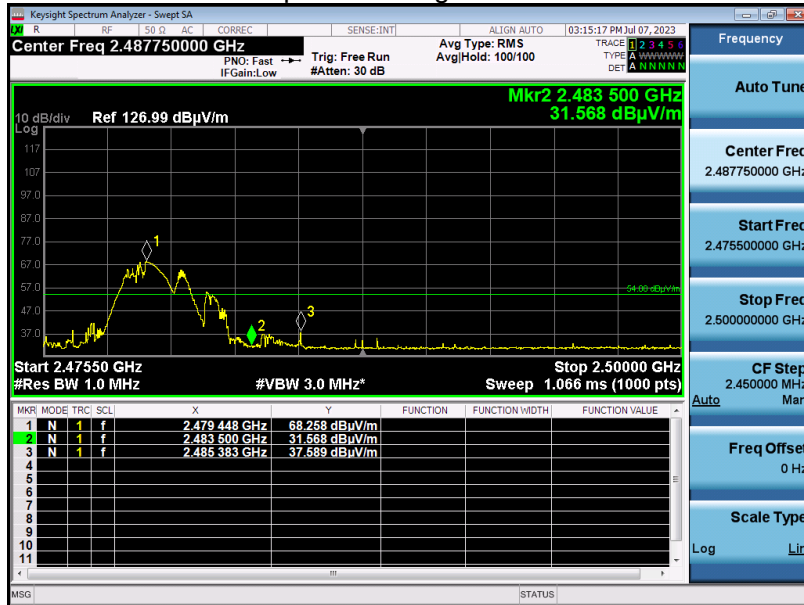 Keysight Spectrum Analyzer - Swept SA
LXI R RF 50 Ω AC CORREC SENSE:INT ALIGN AUTO 03:15:17 PM Jul 07, 2023
Center Freq 2.487750000 GHz
PNO: Fast
IFGain:Low
Trig: Free Run
#Atten: 30 dB
Avg Type: RMS
Avg|Hold: 100/100
TRACE 1 2 3 4 5 6
TYPE A WWWWW
DET A N N N N N
Mkr2 2.483 500 GHz
31.568 dBµV/m
10 dB/div Ref 126.99 dBµV/m
Log
117
107
97.0
87.0
77.0
67.0
57.0
47.0
37.0
1
2
3
54.00 dBµV/m
Start 2.47550 GHz Stop 2.50000 GHz
#Res BW 1.0 MHz #VBW 3.0 MHz* Sweep 1.066 ms (1000 pts)
MKR MODE TRC SCL X Y FUNCTION FUNCTION WIDTH FUNCTION VALUE
1 N 1 f 2.479 448 GHz 68.258 dBµV/m
2 N 1 f 2.483 500 GHz 31.568 dBµV/m
3 N 1 f 2.485 383 GHz 37.589 dBµV/m
4
5
6
7
8
9
10
11
MSG STATUS
Frequency
Auto Tune
Center Freq
2.487750000 GHz
Start Freq
2.475500000 GHz
Stop Freq
2.500000000 GHz
CF Step
2.450000 MHz
Auto Man
Freq Offset
0 Hz
Scale Type
Log Lin